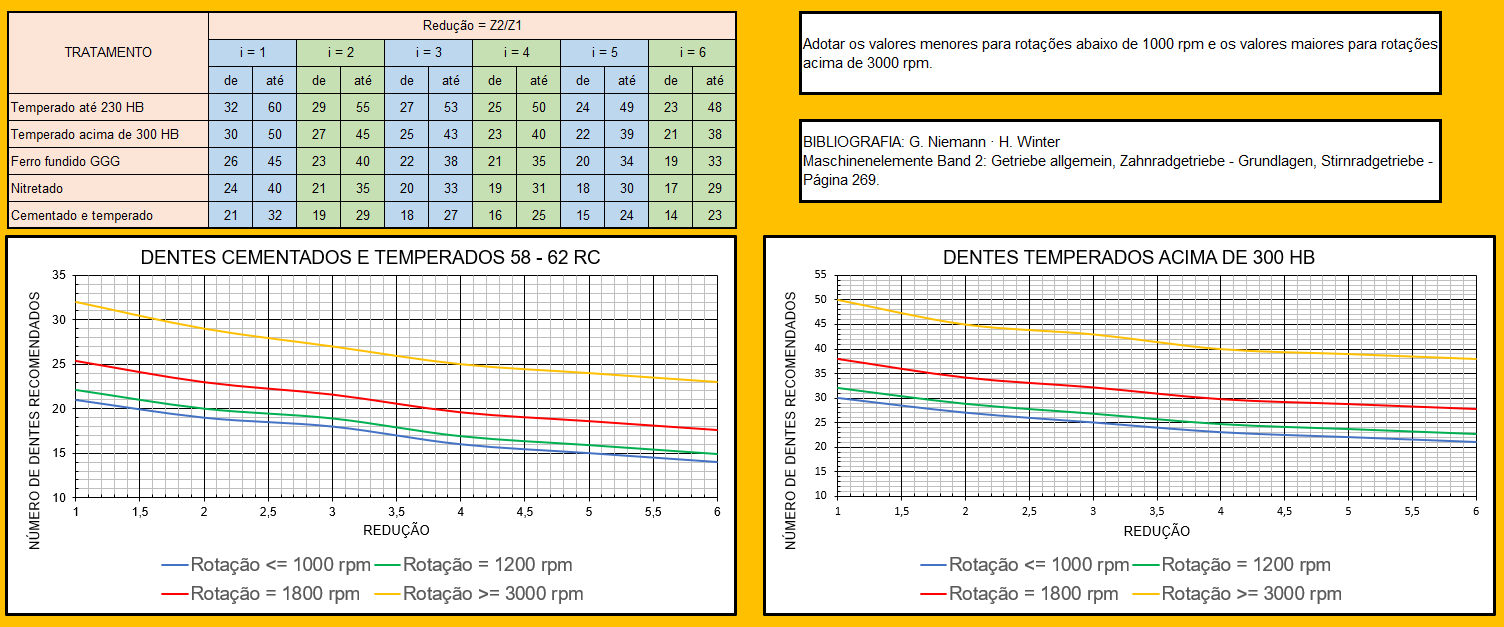 TRATAMENTO
Redução = Z2/Z1
i = 1 i = 2 i = 3 i = 4 i = 5 i = 6
de até de até de até de até de até de até
Temperado até 230 HB 32 60 29 55 27 53 25 50 24 49 23 48
Temperado acima de 300 HB 30 50 27 45 25 43 23 40 22 39 21 38
Ferro fundido GGG 26 45 23 40 22 38 21 35 20 34 19 33
Nitretado 24 40 21 35 20 33 19 31 18 30 17 29
Cementado e temperado 21 32 19 29 18 27 16 25 15 24 14 23
Adotar os valores menores para rotações abaixo de 1000 rpm e os valores maiores para rotações
acima de 3000 rpm.
BIBLIOGRAFIA: G. Niemann · H. Winter
Maschinenelemente Band 2: Getriebe allgemein, Zahnradgetriebe - Grundlagen, Stirnradgetriebe -
Página 269.
DENTES CEMENTADOS E TEMPERADOS 58 - 62 RC
NÚMERO DE DENTES RECOMENDADOS
35
30
25
20
15
10
1 1,5 2 2,5 3 3,5 4 4,5 5 5,5 6
REDUÇÃO
Rotação <= 1000 rpm Rotação = 1200 rpm
Rotação = 1800 rpm Rotação >= 3000 rpm
DENTES TEMPERADOS ACIMA DE 300 HB
NÚMERO DE DENTES RECOMENDADOS
55
50
45
40
35
30
25
20
15
10
1 1,5 2 2,5 3 3,5 4 4,5 5 5,5 6
REDUÇÃO
Rotação <= 1000 rpm Rotação = 1200 rpm
Rotação = 1800 rpm Rotação >= 3000 rpm